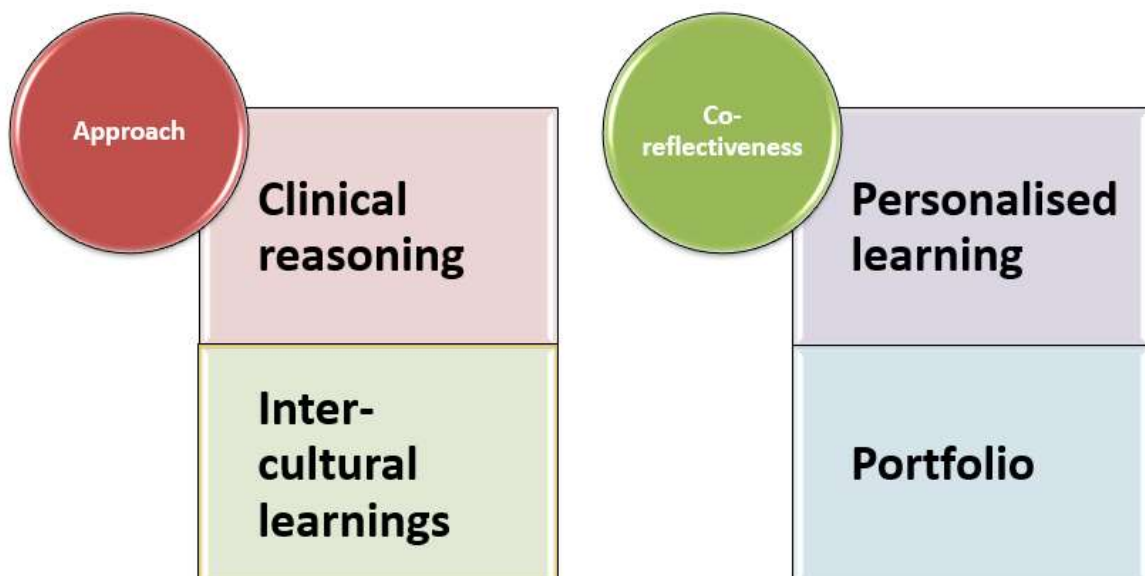 Approach
Clinical
reasoning
Inter-
cultural
learnings
Co-
reflectiveness
Personalised
learning
Portfolio